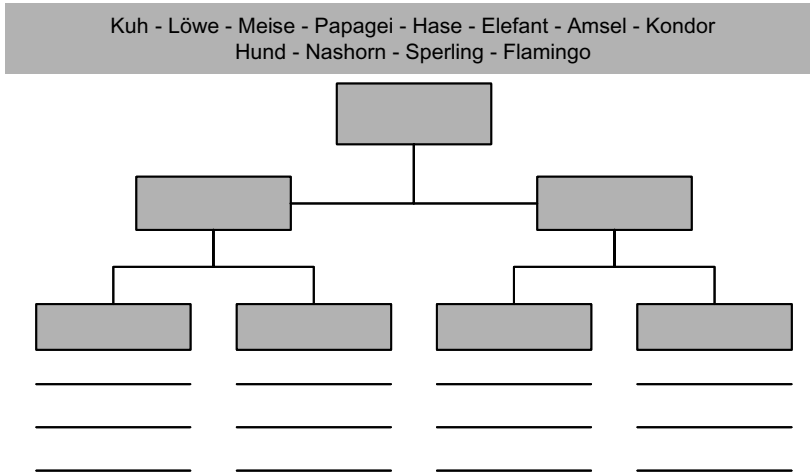 Kuh - Löwe - Meise - Papagei - Hase - Elefant - Amsel - Kondor
Hund - Nashorn - Sperling - Flamingo